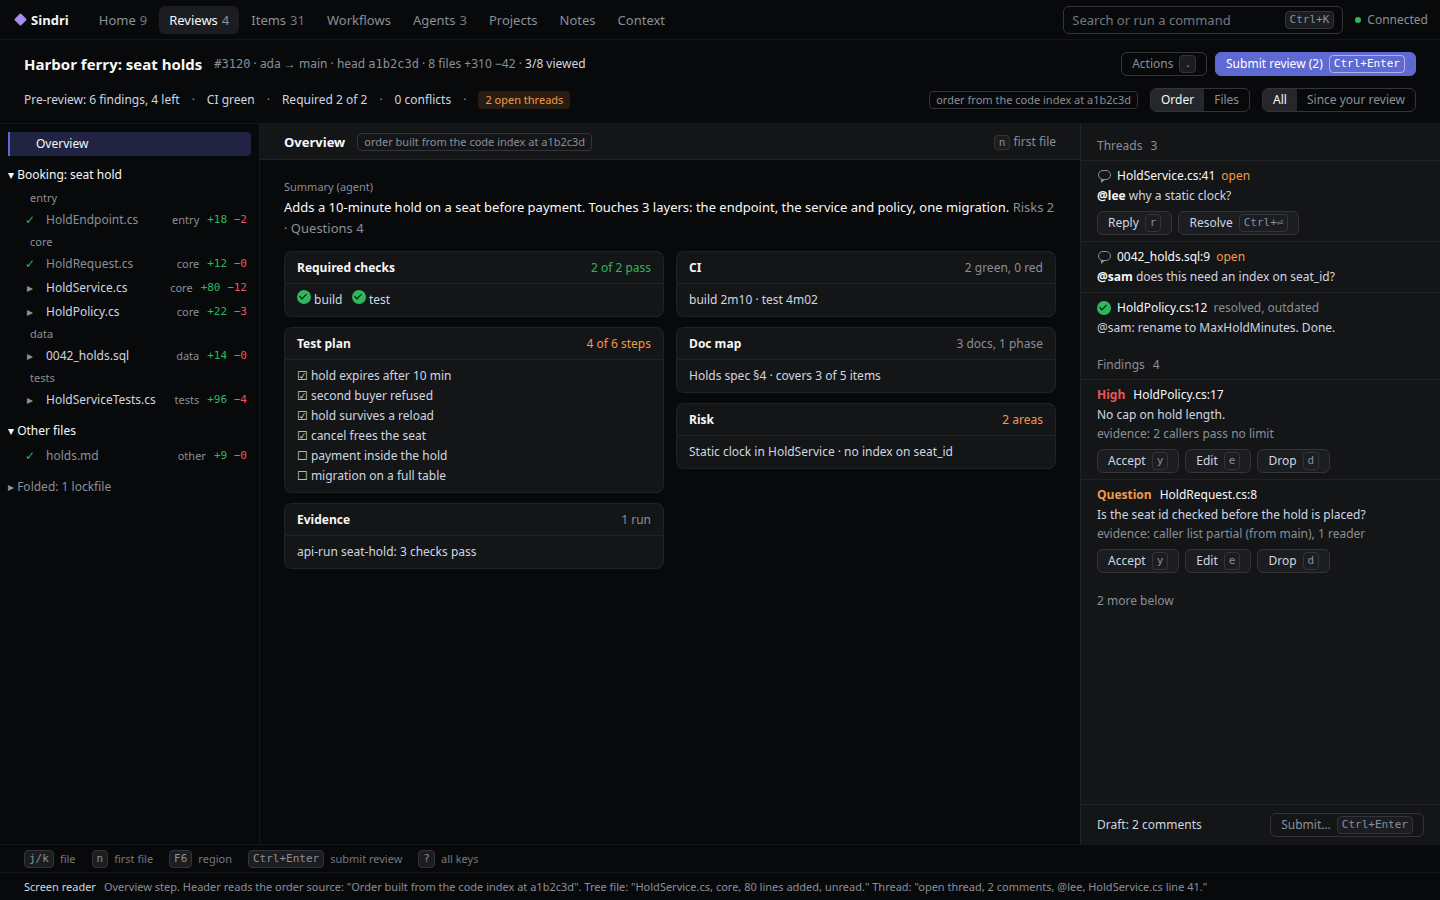 Sindri Home 9 Reviews 4 Items 31 Workflows Agents 3 Projects Notes Context Search or run a command Ctrl+K Connected
Harbor ferry: seat holds #3120 · ada → main · head a1b2c3d · 8 files +310 −42 · 3/8 viewed Actions . Submit review (2) Ctrl+Enter
Pre-review: 6 findings, 4 left · CI green · Required 2 of 2 · 0 conflicts · 2 open threads order from the code index at a1b2c3d Order Files All Since your review
Overview
▾ Booking: seat hold
entry
✓ HoldEndpoint.cs entry +18 −2
core
✓ HoldRequest.cs core +12 −0
▸ HoldService.cs core +80 −12
▸ HoldPolicy.cs core +22 −3
data
▸ 0042_holds.sql data +14 −0
tests
▸ HoldServiceTests.cs tests +96 −4
▾ Other files
✓ holds.md other +9 −0
▸ Folded: 1 lockfile
Overview order built from the code index at a1b2c3d n first file
Summary (agent)
Adds a 10-minute hold on a seat before payment. Touches 3 layers: the endpoint, the service and policy, one migration. Risks 2
· Questions 4
Required checks 2 of 2 pass
build test
CI 2 green, 0 red
build 2m10 · test 4m02
Test plan 4 of 6 steps
☑ hold expires after 10 min
☑ second buyer refused
☑ hold survives a reload
☑ cancel frees the seat
☐ payment inside the hold
☐ migration on a full table
Doc map 3 docs, 1 phase
Holds spec §4 · covers 3 of 5 items
Risk 2 areas
Static clock in HoldService · no index on seat_id
Evidence 1 run
api-run seat-hold: 3 checks pass
Threads 3
HoldService.cs:41 open
@lee why a static clock?
Reply r Resolve Ctrl+⏎
0042_holds.sql:9 open
@sam does this need an index on seat_id?
HoldPolicy.cs:12 resolved, outdated
@sam: rename to MaxHoldMinutes. Done.
Findings 4
High HoldPolicy.cs:17
No cap on hold length.
evidence: 2 callers pass no limit
Accept y Edit e Drop d
Question HoldRequest.cs:8
Is the seat id checked before the hold is placed?
evidence: caller list partial (from main), 1 reader
Accept y Edit e Drop d
2 more below
Draft: 2 comments Submit... Ctrl+Enter
j/k file n first file F6 region Ctrl+Enter submit review ? all keys
Screen reader Overview step. Header reads the order source: "Order built from the code index at a1b2c3d". Tree file: "HoldService.cs, core, 80 lines added, unread." Thread: "open thread, 2 comments, @lee, HoldService.cs line 41."